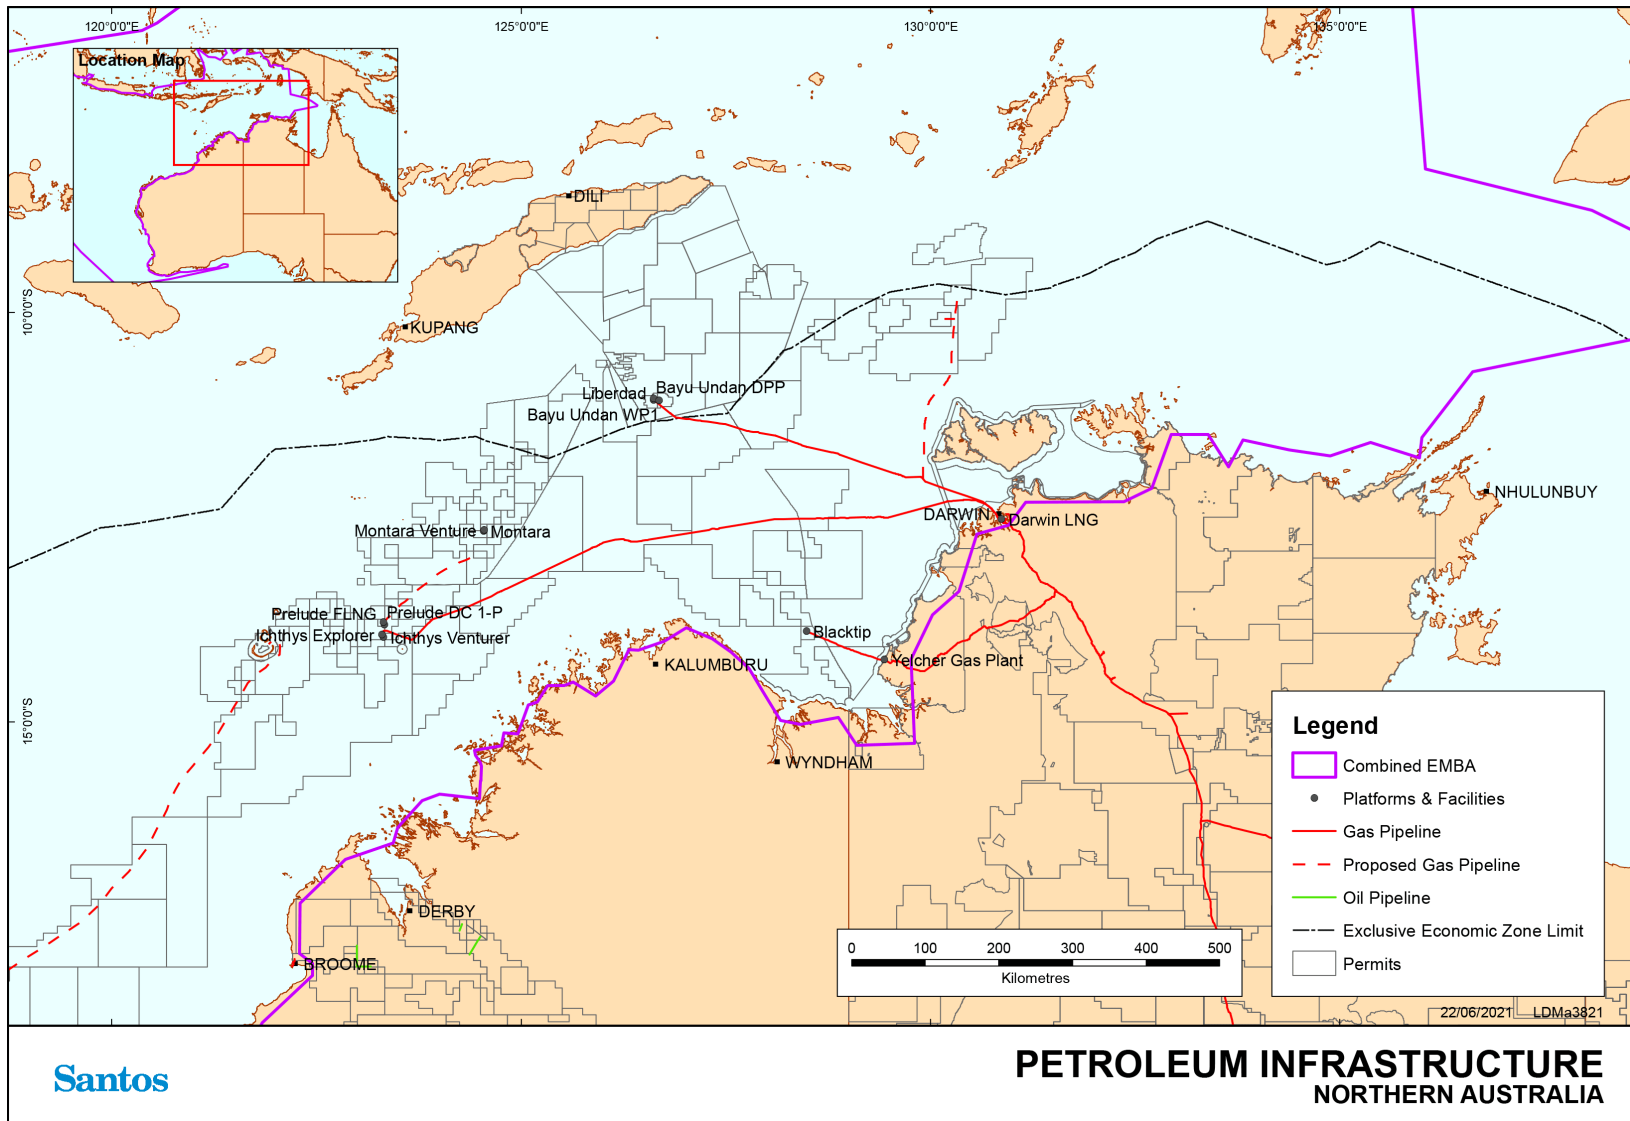 120°0'0"E
125°0'0"E
130°0'0"E
135°0'0"E
Location Map
10°0'0"S
15°0'0"S
DILI
KUPANG
Liberdad
Bayu Undan DPP
Bayu Undan WP1
Montara Venture
Montara
DARWIN
Darwin LNG
NHULUNBUY
Prelude FLNG
Prelude DC 1-P
Ichthys Explorer
Ichthys Venturer
Blacktip
Yelcher Gas Plant
KALUMBURU
WYNDHAM
DERBY
BROOME
Legend
Combined EMBA
Platforms & Facilities
Gas Pipeline
Proposed Gas Pipeline
Oil Pipeline
Exclusive Economic Zone Limit
Permits
0 100 200 300 400 500
Kilometres
22/06/2021 LDMa3821
Santos
PETROLEUM INFRASTRUCTURE
NORTHERN AUSTRALIA